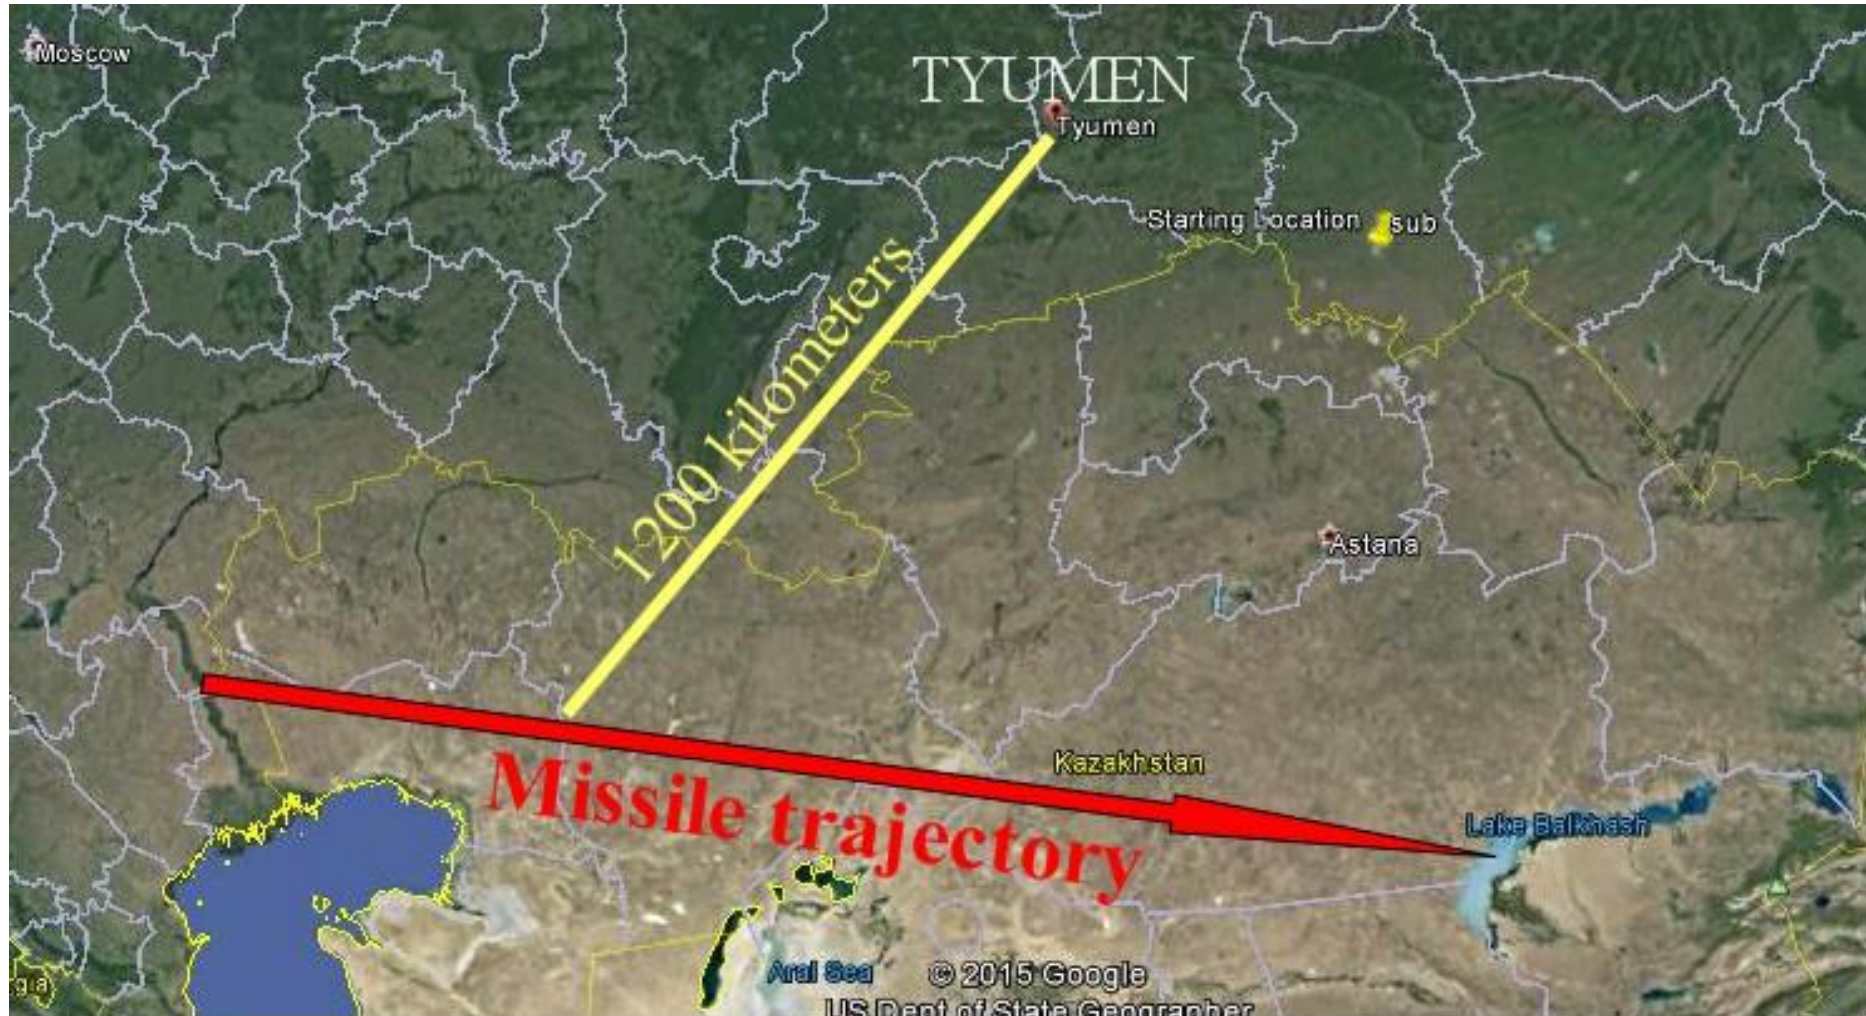 Moscow
TYUMEN
Tyumen
Starting Location
sub
1200 kilometers
Astana
Kazakhstan
Missile trajectory
Lake Balkhash
Aral Sea
© 2015 Google
US Dept of State Geographer
gia